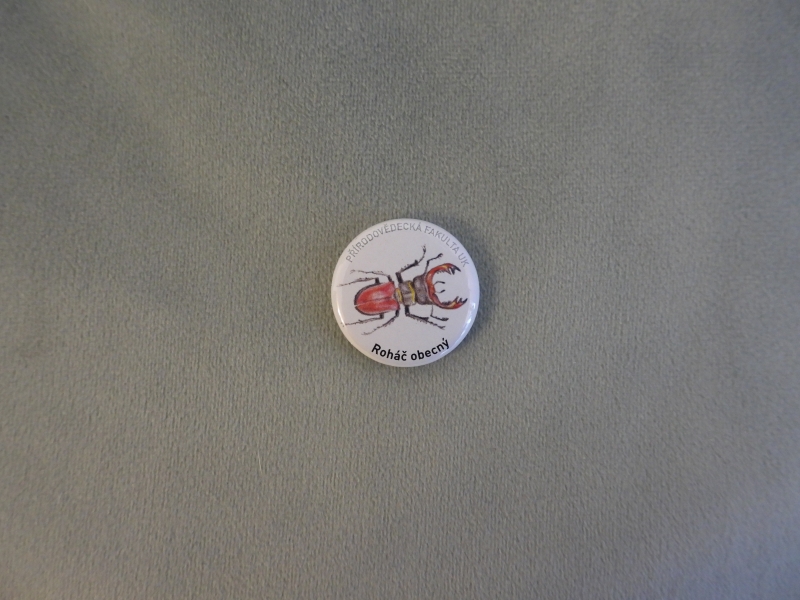 PŘÍRODOVĚDECKÁ FAKULTA UK
Roháč obecný